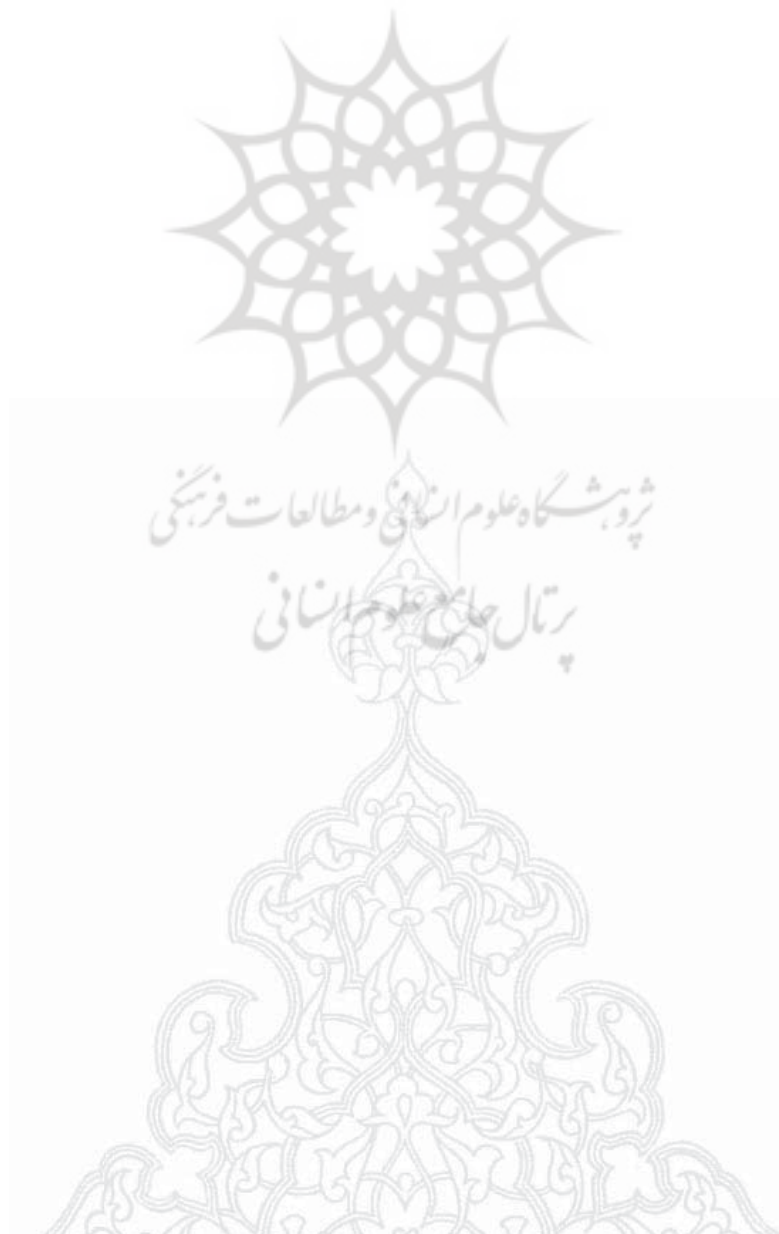 پژوهشگاه علوم انسانی و مطالعات فرهنگی
پرتال جامع علوم انسانی